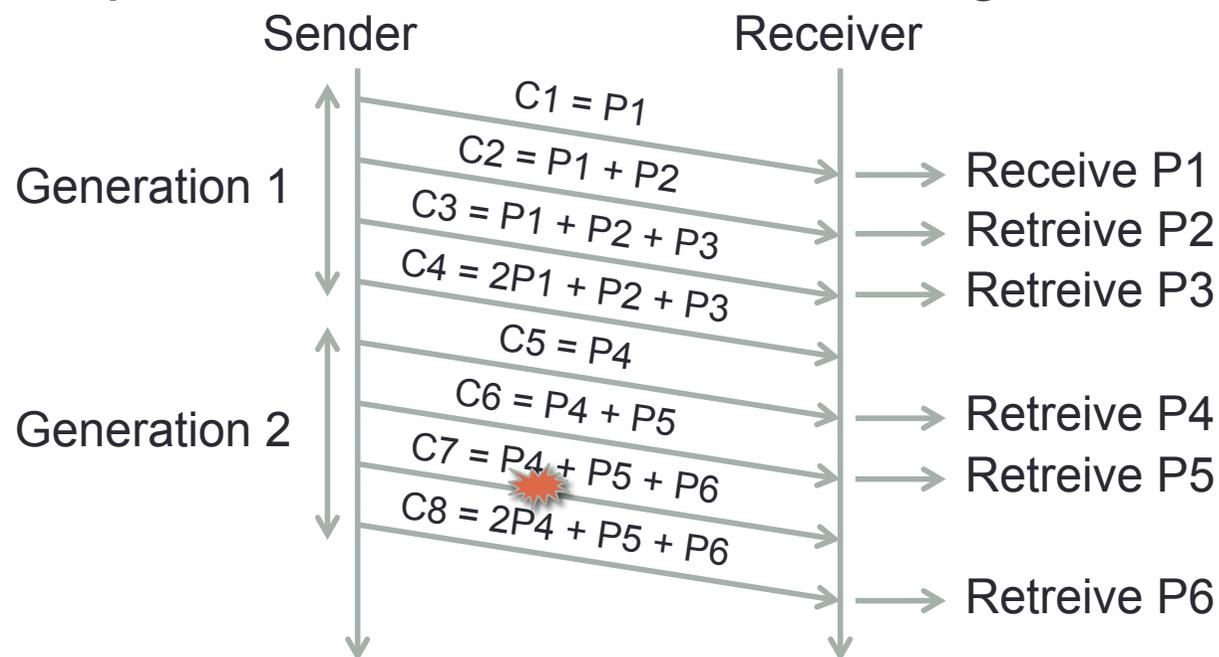 Sender
Receiver
C1 = P1
C2 = P1 + P2
C3 = P1 + P2 + P3
C4 = 2P1 + P2 + P3
C5 = P4
C6 = P4 + P5
C7 = P4 + P5 + P6
C8 = 2P4 + P5 + P6
Generation 1
Generation 2
Receive P1
Retreive P2
Retreive P3
Retreive P4
Retreive P5
Retreive P6